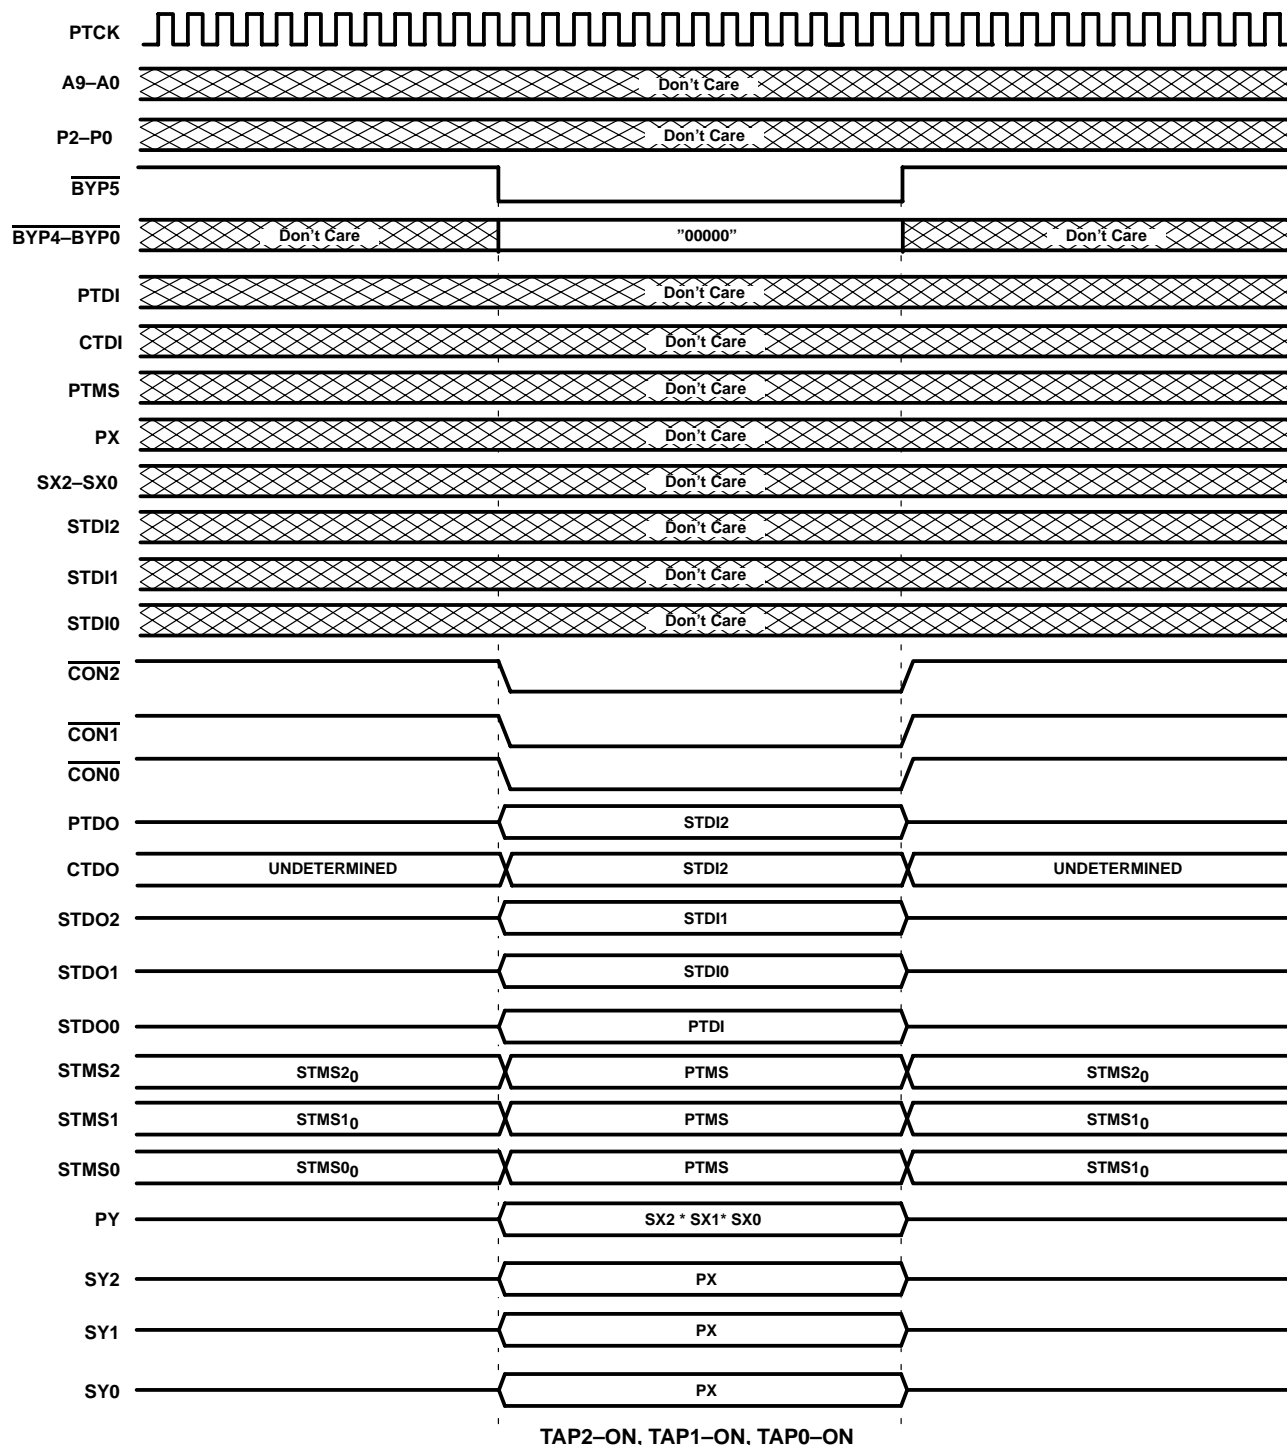 PTCK
A9–A0 Don't Care
P2–P0 Don't Care
BYP5
BYP4–BYP0 Don't Care "00000" Don't Care
PTDI Don't Care
CTDI Don't Care
PTMS Don't Care
PX Don't Care
SX2–SX0 Don't Care
STDI2 Don't Care
STDI1 Don't Care
STDI0 Don't Care
CON2
CON1
CON0
PTDO STDI2
CTDO UNDETERMINED STDI2 UNDETERMINED
STDO2 STDI1
STDO1 STDI0
STDO0 PTDI
STMS2 STMS2₀ PTMS STMS2₀
STMS1 STMS1₀ PTMS STMS1₀
STMS0 STMS0₀ PTMS STMS1₀
PY SX2 * SX1* SX0
SY2 PX
SY1 PX
SY0 PX
TAP2–ON, TAP1–ON, TAP0–ON